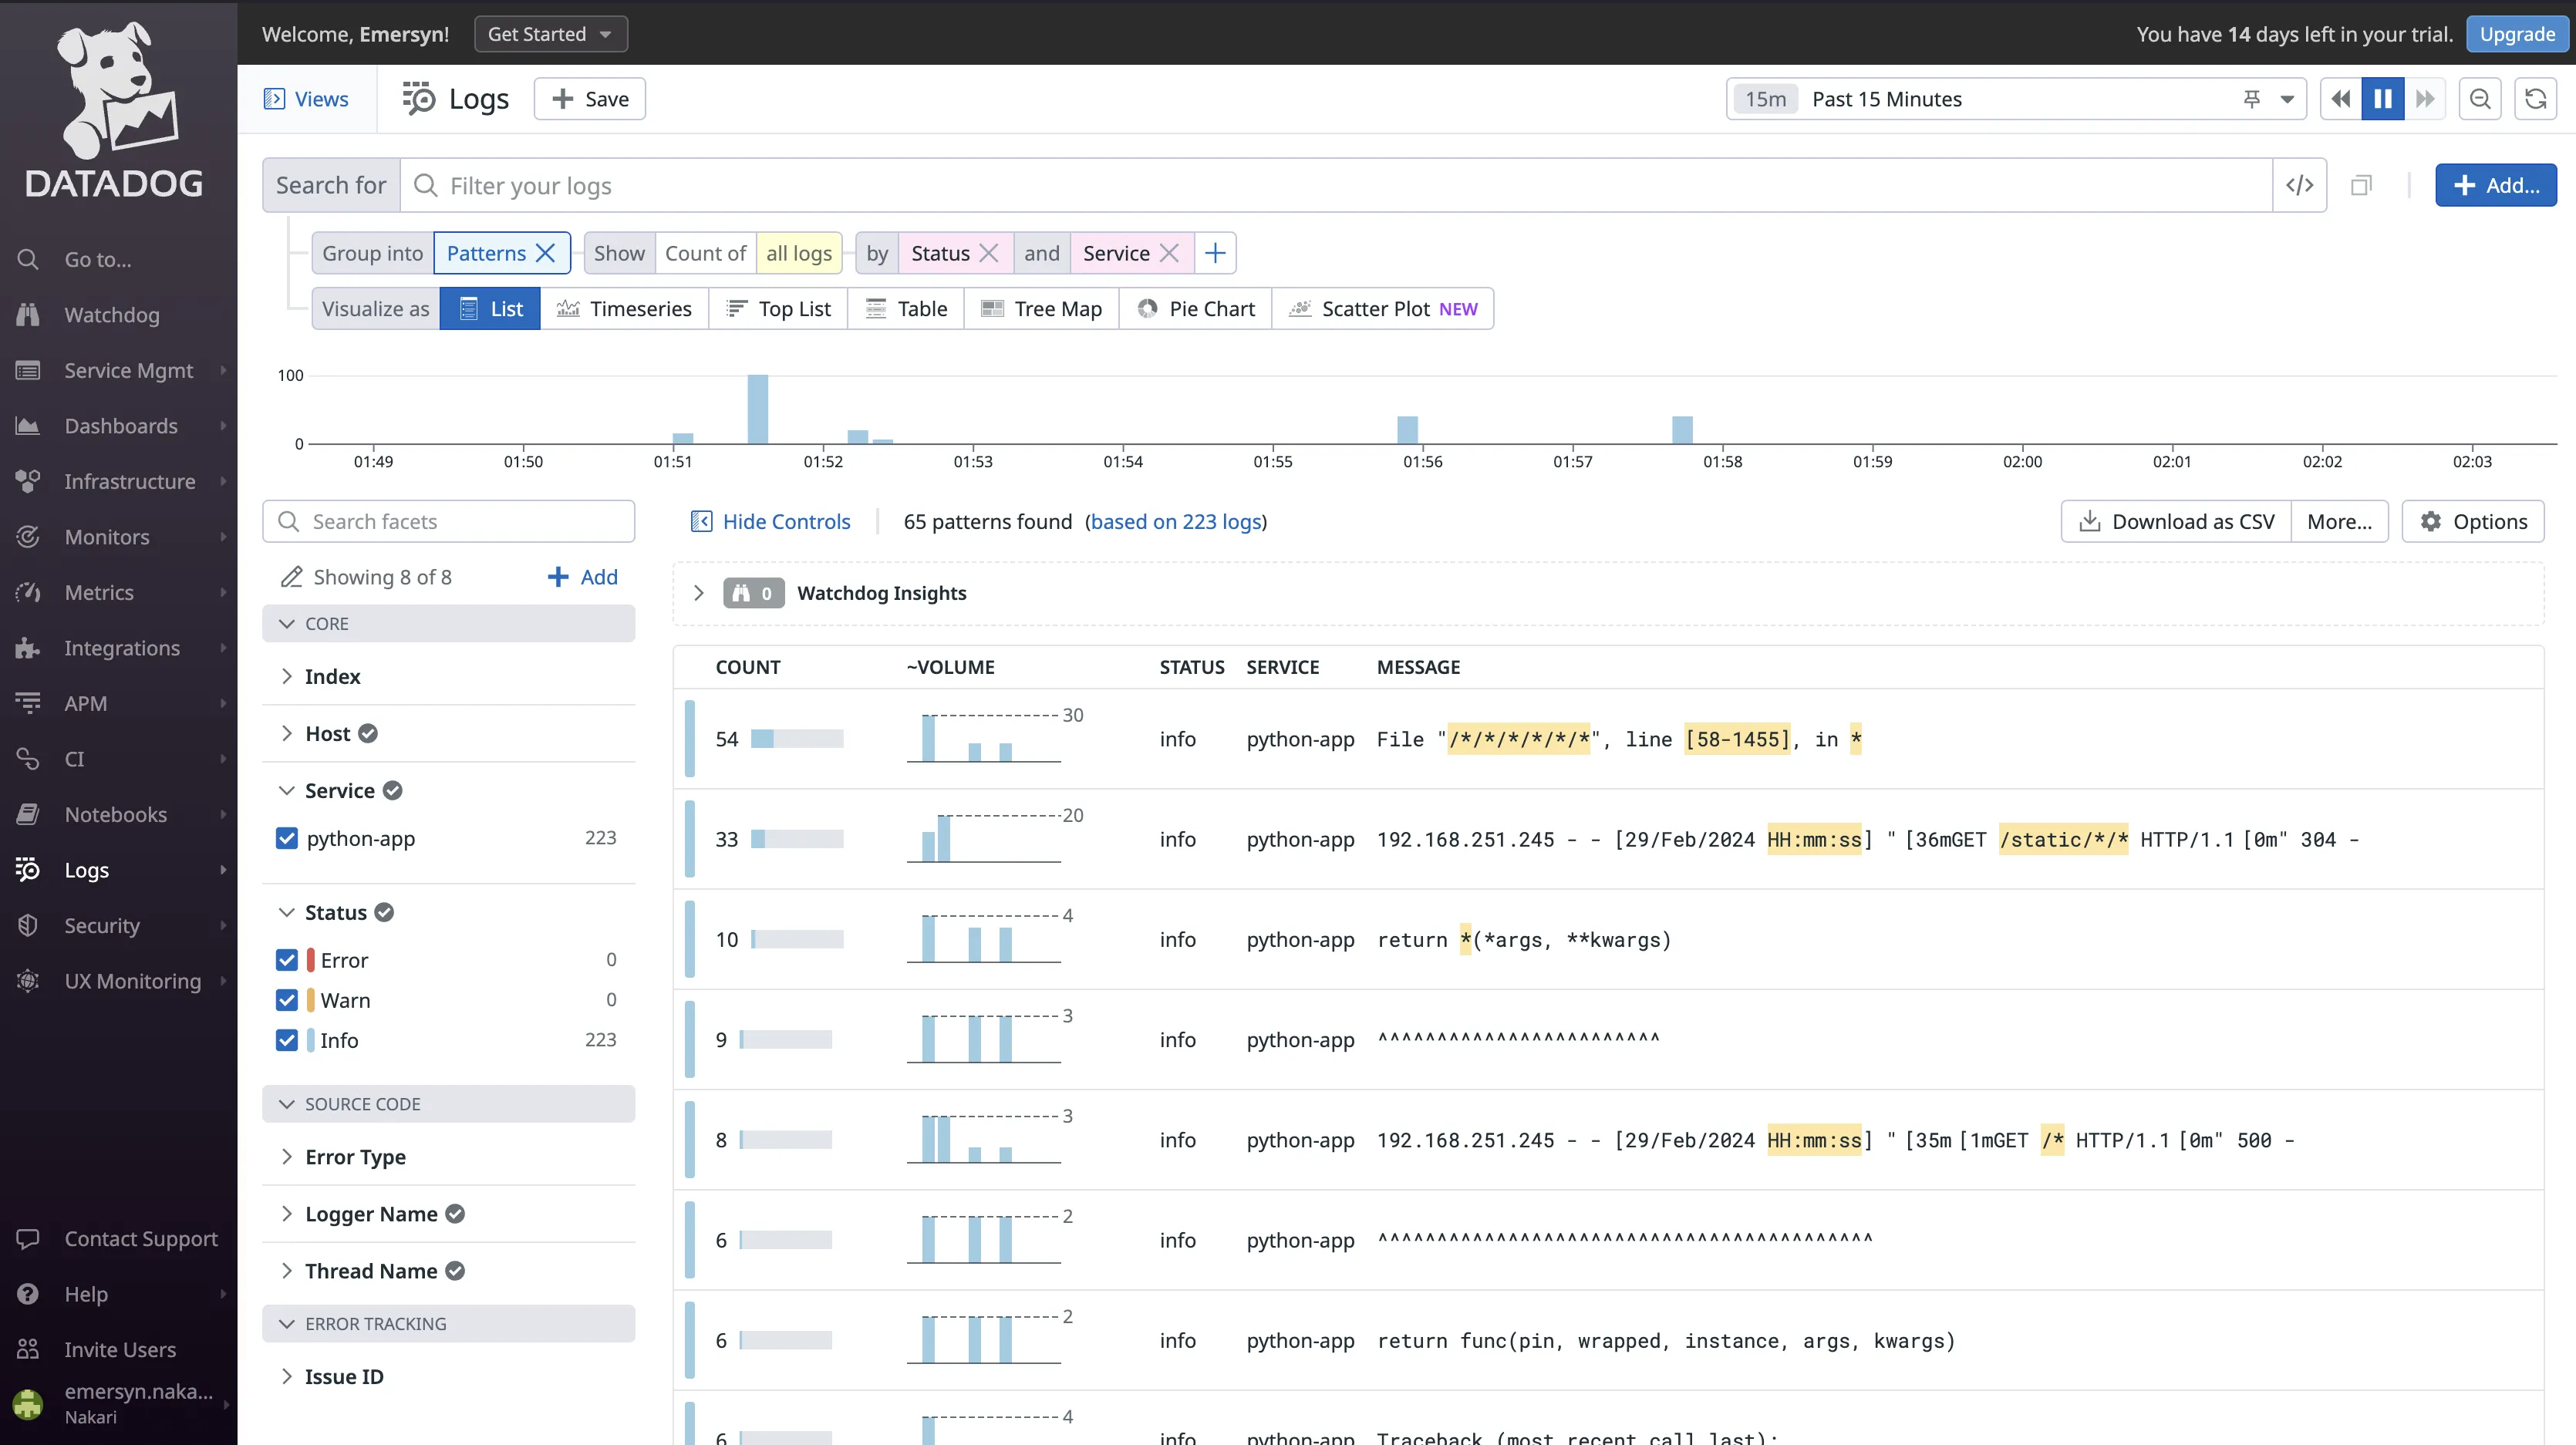 DATADOG
Go to...
Watchdog
Service Mgmt
Dashboards
Infrastructure
Monitors
Metrics
Integrations
APM
CI
Notebooks
Logs
Security
UX Monitoring
Contact Support
Help
Invite Users
emersyn.naka...
Nakari
Welcome, Emersyn!
Get Started
You have 14 days left in your trial.
Upgrade
Views
Logs
Save
15m Past 15 Minutes
Search for
Filter your logs
</>
Add...
Group into Patterns Show Count of all logs by Status and Service
Visualize as List Timeseries Top List Table Tree Map Pie Chart Scatter Plot NEW
100
0
01:49 01:50 01:51 01:52 01:53 01:54 01:55 01:56 01:57 01:58 01:59 02:00 02:01 02:02 02:03
Search facets
Showing 8 of 8
Add
CORE
Index
Host
Service
python-app 223
Status
Error 0
Warn 0
Info 223
SOURCE CODE
Error Type
Logger Name
Thread Name
ERROR TRACKING
Issue ID
Hide Controls
65 patterns found (based on 223 logs)
Download as CSV
More...
Options
0 Watchdog Insights
COUNT ~VOLUME STATUS SERVICE MESSAGE
54 30 info python-app File "/*/*/*/*/*/*", line [58-1455], in *
33 20 info python-app 192.168.251.245 - - [29/Feb/2024 HH:mm:ss] " [36mGET /static/*/* HTTP/1.1 [0m" 304 -
10 4 info python-app return *(*args, **kwargs)
9 3 info python-app ^^^^^^^^^^^^^^^^^^^^^^^^
8 3 info python-app 192.168.251.245 - - [29/Feb/2024 HH:mm:ss] " [35m [1mGET /* HTTP/1.1 [0m" 500 -
6 2 info python-app ^^^^^^^^^^^^^^^^^^^^^^^^^^^^^^^^^^^^^^^^^^
6 2 info python-app return func(pin, wrapped, instance, args, kwargs)
6 4 info python-app Traceback (most recent call last):